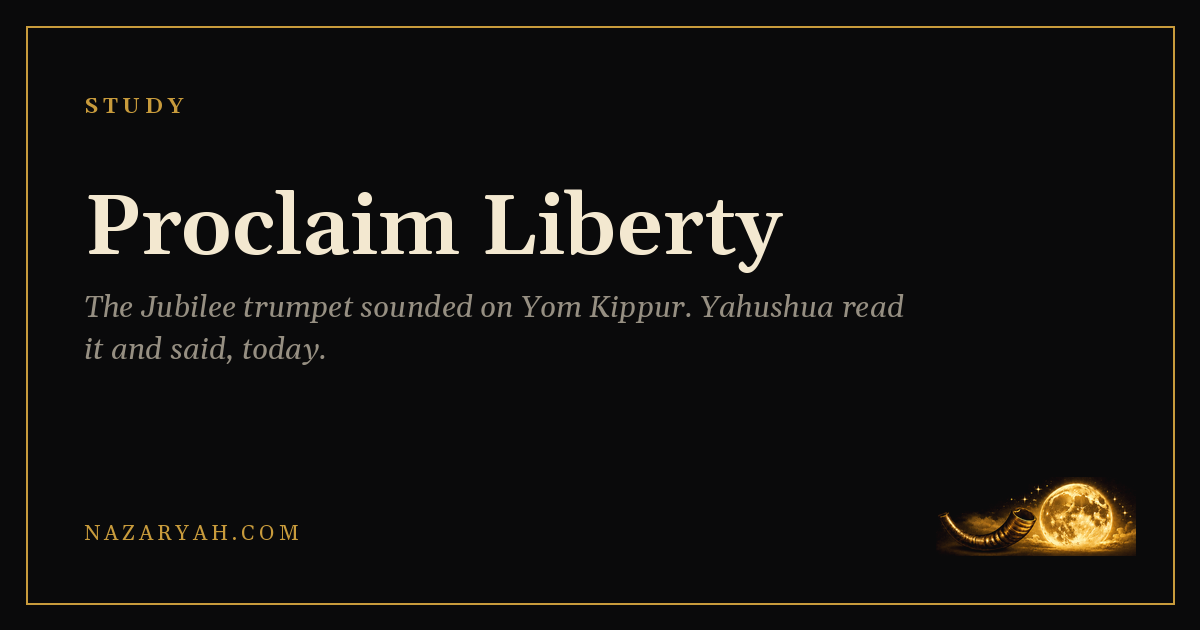 STUDY
Proclaim Liberty
The Jubilee trumpet sounded on Yom Kippur. Yahushua read
it and said, today.
NAZARYAH.COM